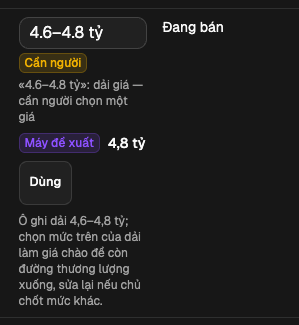 4.6–4.8 tỷ
Đang bán
Cần người
«4.6–4.8 tỷ»: dải giá —
cần người chọn một
giá
Máy đề xuất 4,8 tỷ
Dùng
Ô ghi dải 4,6–4,8 tỷ;
chọn mức trên của dải
làm giá chào để còn
đường thương lượng
xuống, sửa lại nếu chủ
chốt mức khác.